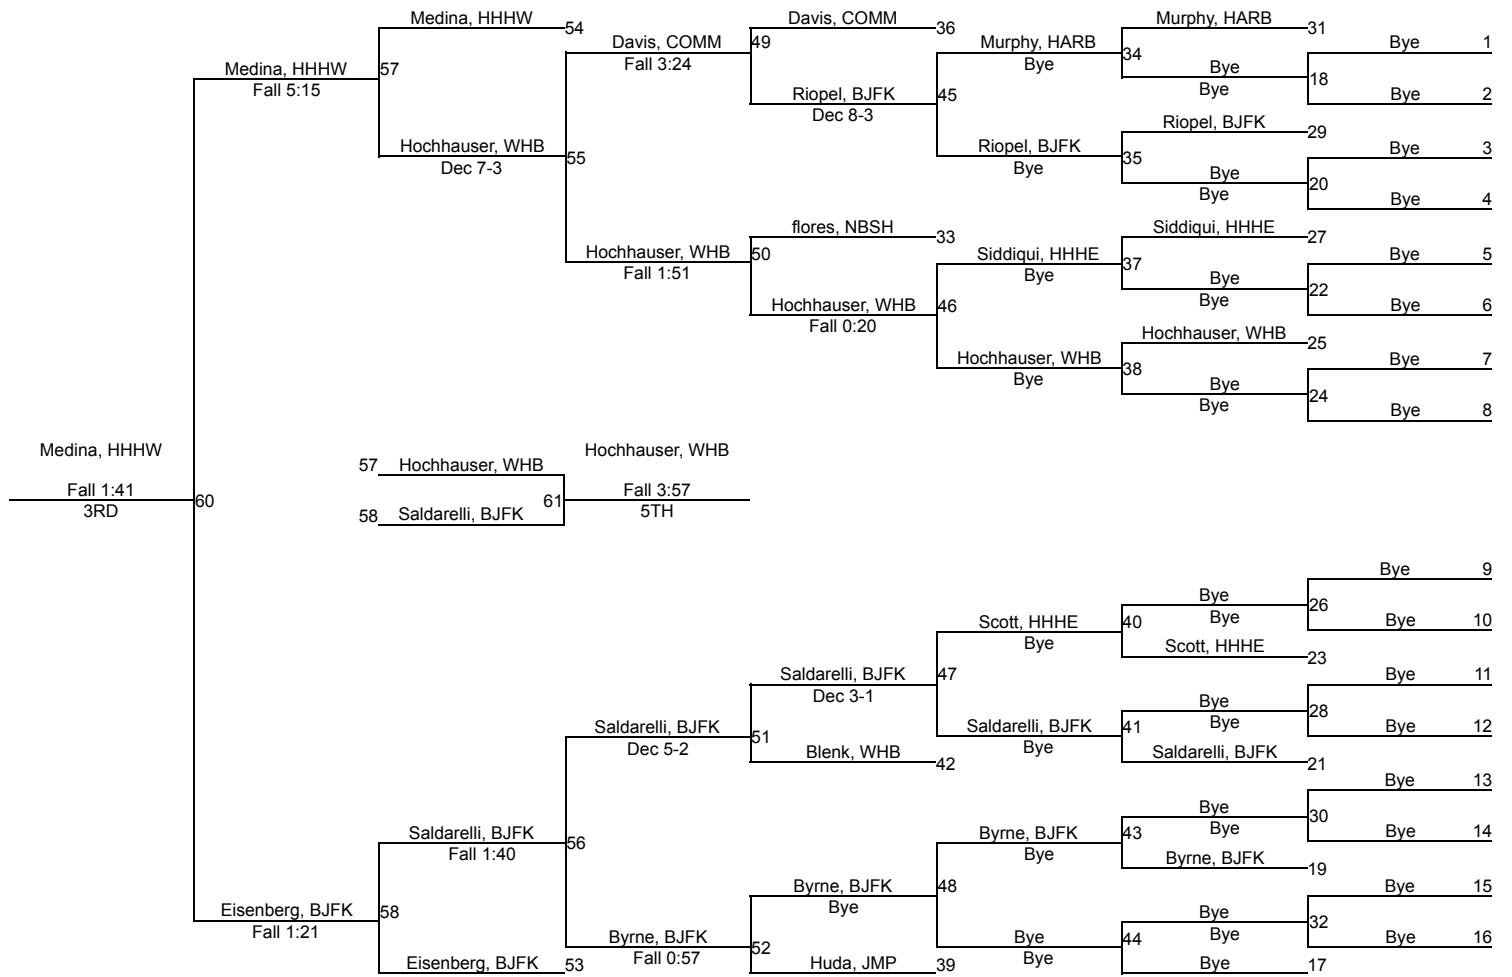 Medina, HHHW 54 Davis, COMM 36 Murphy, HARB 31
Davis, COMM 49 Murphy, HARB 34 Bye 1
Fall 3:24 Bye Bye 18
Medina, HHHW 57 Bye
Fall 5:15 Riopel, BJFK 45 Bye 2
Dec 8-3 Riopel, BJFK 29
Hochhauser, WHB 55 Riopel, BJFK 35 Bye 3
Dec 7-3 Bye Bye 20
Bye
Bye 4
flores, NBSH 33 Siddiqui, HHHE 27
Hochhauser, WHB 50 Siddiqui, HHHE 37 Bye 5
Fall 1:51 Bye Bye 22
Bye
Hochhauser, WHB 46 Bye 6
Fall 0:20 Hochhauser, WHB 25
Hochhauser, WHB 38 Bye 7
Bye Bye 24
Bye
Bye 8
Medina, HHHW Hochhauser, WHB
57 Hochhauser, WHB
Fall 1:41 60 61 Fall 3:57
3RD 5TH
58 Saldarelli, BJFK
Bye 9
Bye 26
Scott, HHHE 40 Bye Bye 10
Bye Scott, HHHE 23
Saldarelli, BJFK 47 Bye 11
Dec 3-1 Bye 28
Saldarelli, BJFK 51 Saldarelli, BJFK 41 Bye Bye 12
Dec 5-2 Bye
Blenk, WHB 42 Saldarelli, BJFK 21
Bye 13
Bye 30
Saldarelli, BJFK 56 Byrne, BJFK 43 Bye Bye 14
Fall 1:40 Bye
Byrne, BJFK 19
Byrne, BJFK 48 Bye 15
Bye
Eisenberg, BJFK 58 Bye 32
Fall 1:21 Byrne, BJFK 52 Bye 44 Bye Bye 16
Fall 0:57 Bye
Eisenberg, BJFK 53 Huda, JMP 39 Bye 17